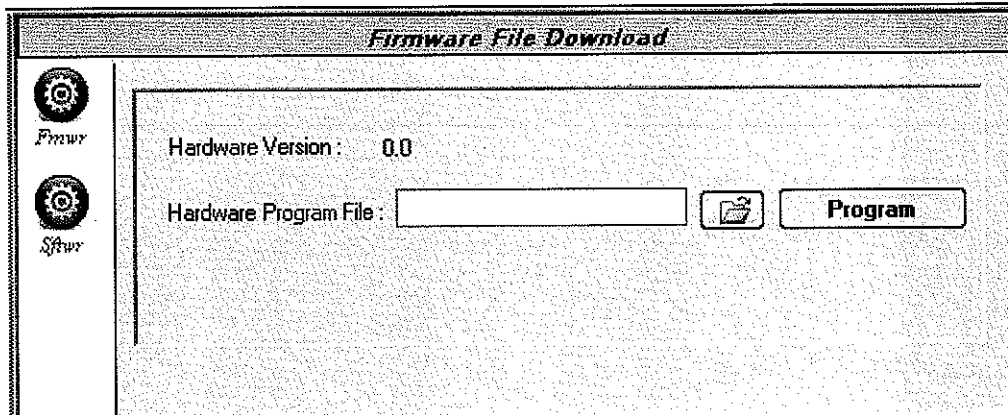 Firmware File Download
Fmwr
Hardware Version : 0.0
Hardware Program File :
Program
Sftwr